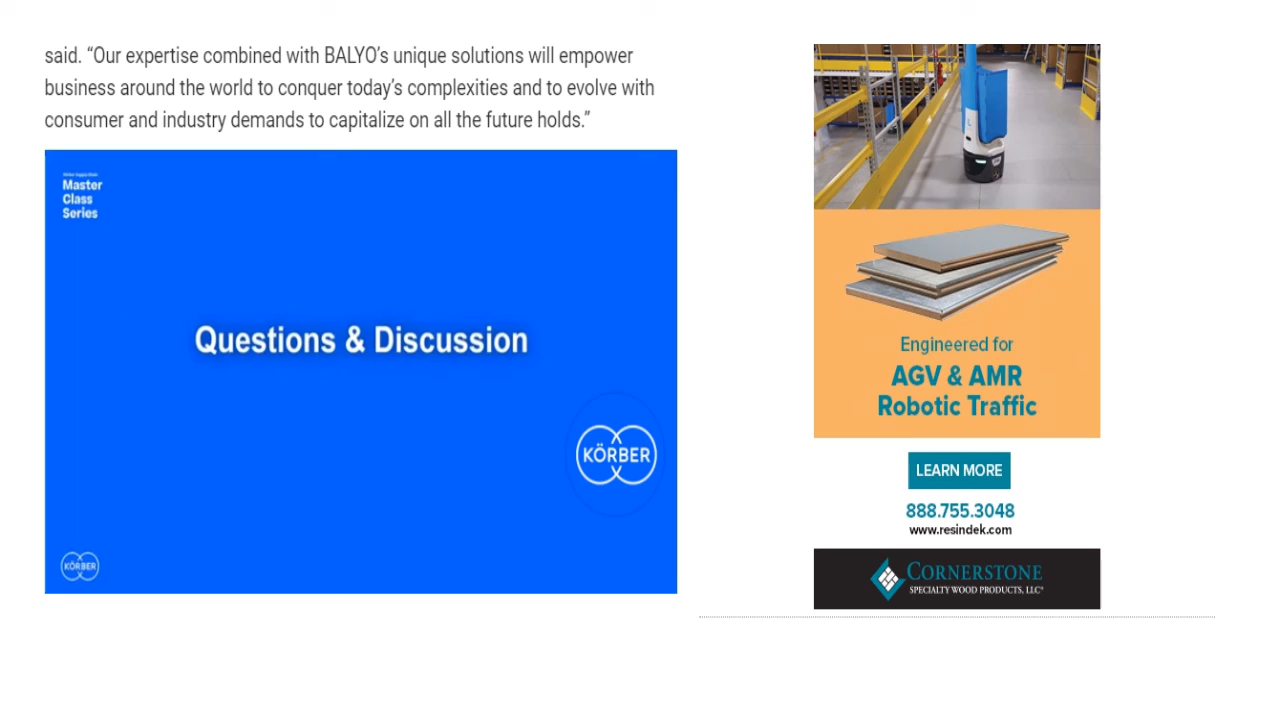 said. “Our expertise combined with BALYO’s unique solutions will empower
business around the world to conquer today’s complexities and to evolve with
consumer and industry demands to capitalize on all the future holds.”
Master
Class
Series
Questions & Discussion
KÖRBER
KÖRBER
Engineered for
AGV & AMR
Robotic Traffic
LEARN MORE
888.755.3048
www.resindek.com
CORNERSTONE
SPECIALTY WOOD PRODUCTS, LLC